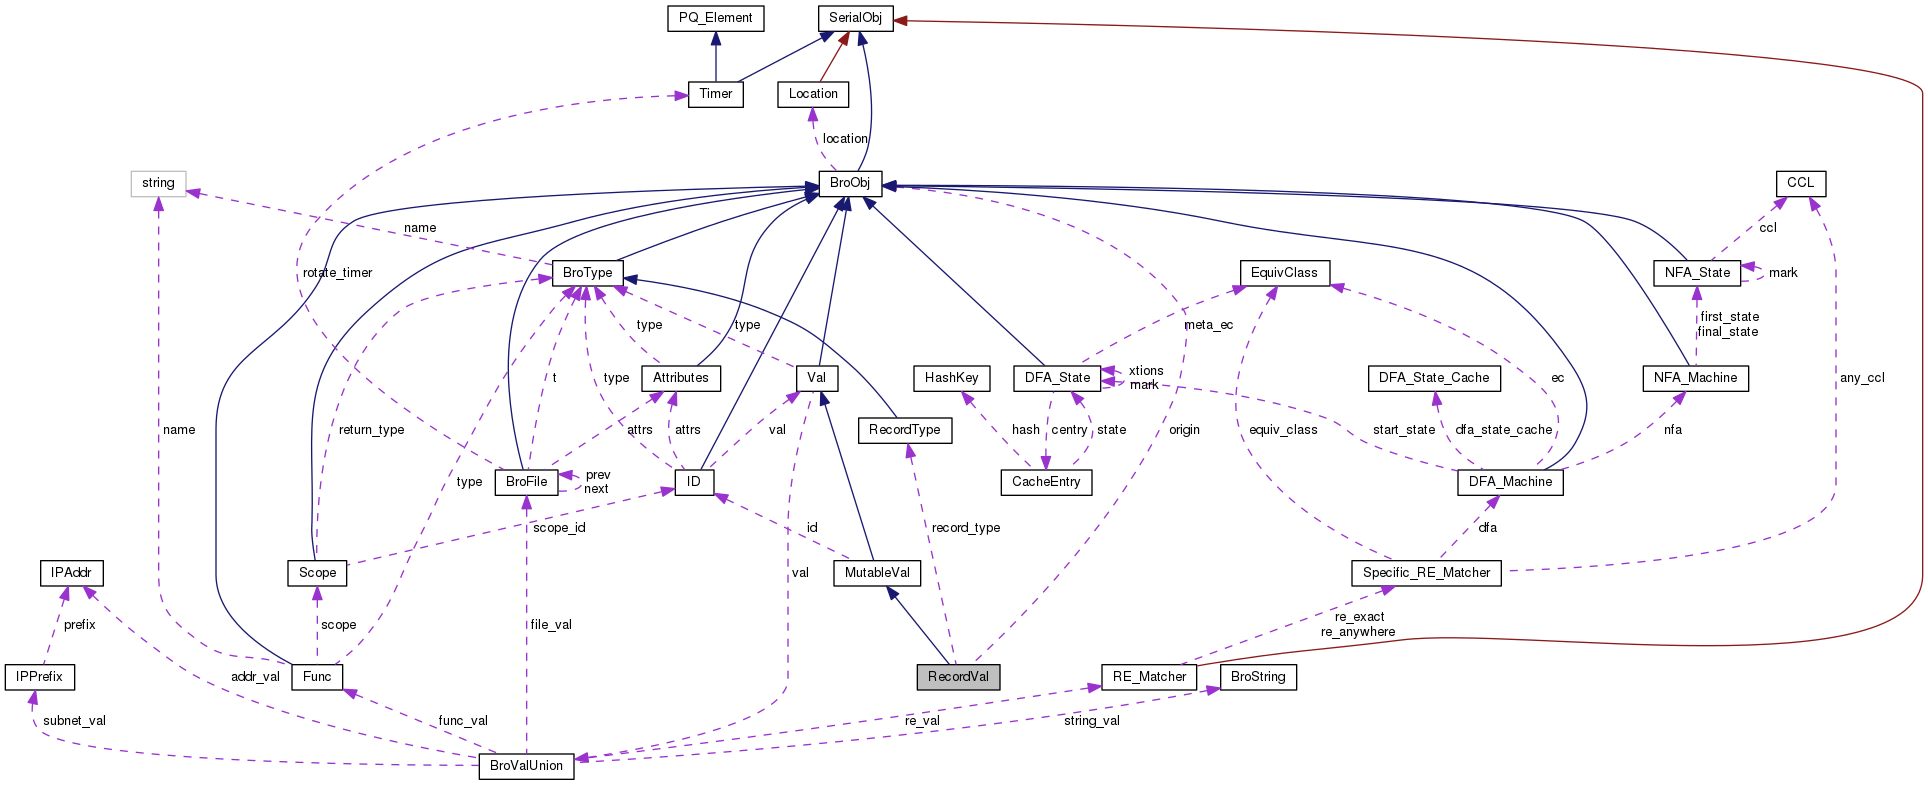 PQ_Element
SerialObj
Timer
Location
location
string
BroObj
CCL
name
ccl
rotate_timer
BroType
EquivClass
NFA_State
mark
type
type
meta_ec
first_state
final_state
type
t
Attributes
Val
HashKey
DFA_State
xtions
mark
DFA_State_Cache
ec
NFA_Machine
any_ccl
name
return_type
attrs
attrs
val
RecordType
hash
centry
state
origin
equiv_class
start_state
dfa_state_cache
nfa
type
BroFile
prev
next
ID
CacheEntry
DFA_Machine
scope_id
id
record_type
dfa
IPAddr
Scope
val
MutableVal
Specific_RE_Matcher
prefix
scope
file_val
re_exact
re_anywhere
IPPrefix
addr_val
Func
RecordVal
RE_Matcher
BroString
subnet_val
func_val
re_val
string_val
BroValUnion